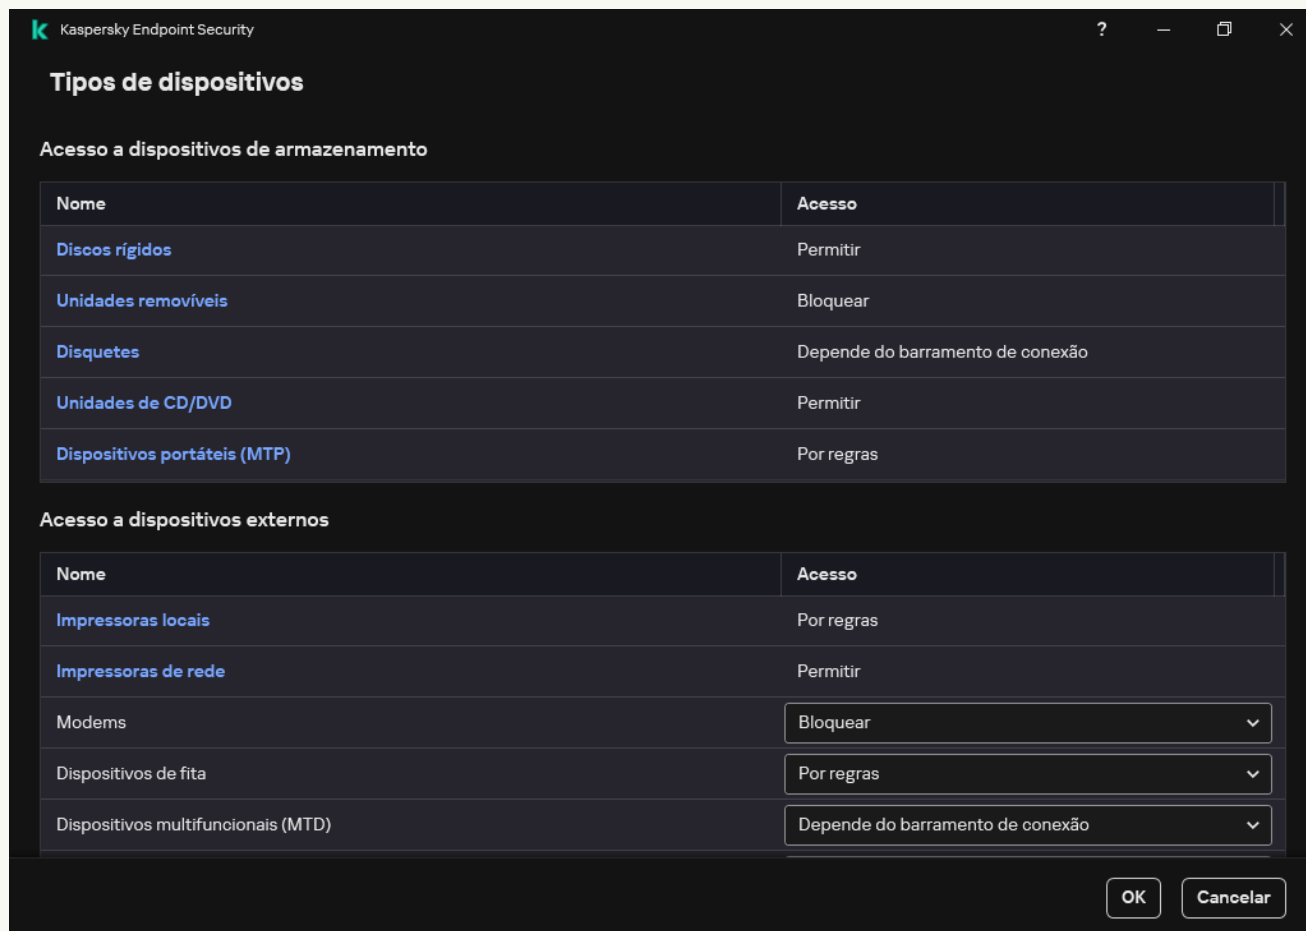 Kaspersky Endpoint Security ?
Tipos de dispositivos
Acesso a dispositivos de armazenamento
Nome Acesso
Discos rígidos Permitir
Unidades removíveis Bloquear
Disquetes Depende do barramento de conexão
Unidades de CD/DVD Permitir
Dispositivos portáteis (MTP) Por regras
Acesso a dispositivos externos
Nome Acesso
Impressoras locais Por regras
Impressoras de rede Permitir
Modems Bloquear
Dispositivos de fita Por regras
Dispositivos multifuncionais (MTD) Depende do barramento de conexão
OK Cancelar